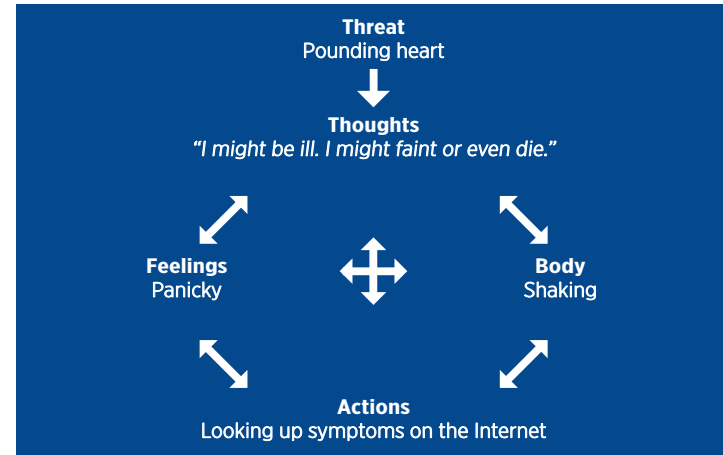 Threat
Pounding heart
Thoughts
“I might be ill. I might faint or even die.”
Feelings
Panicky
Body
Shaking
Actions
Looking up symptoms on the Internet